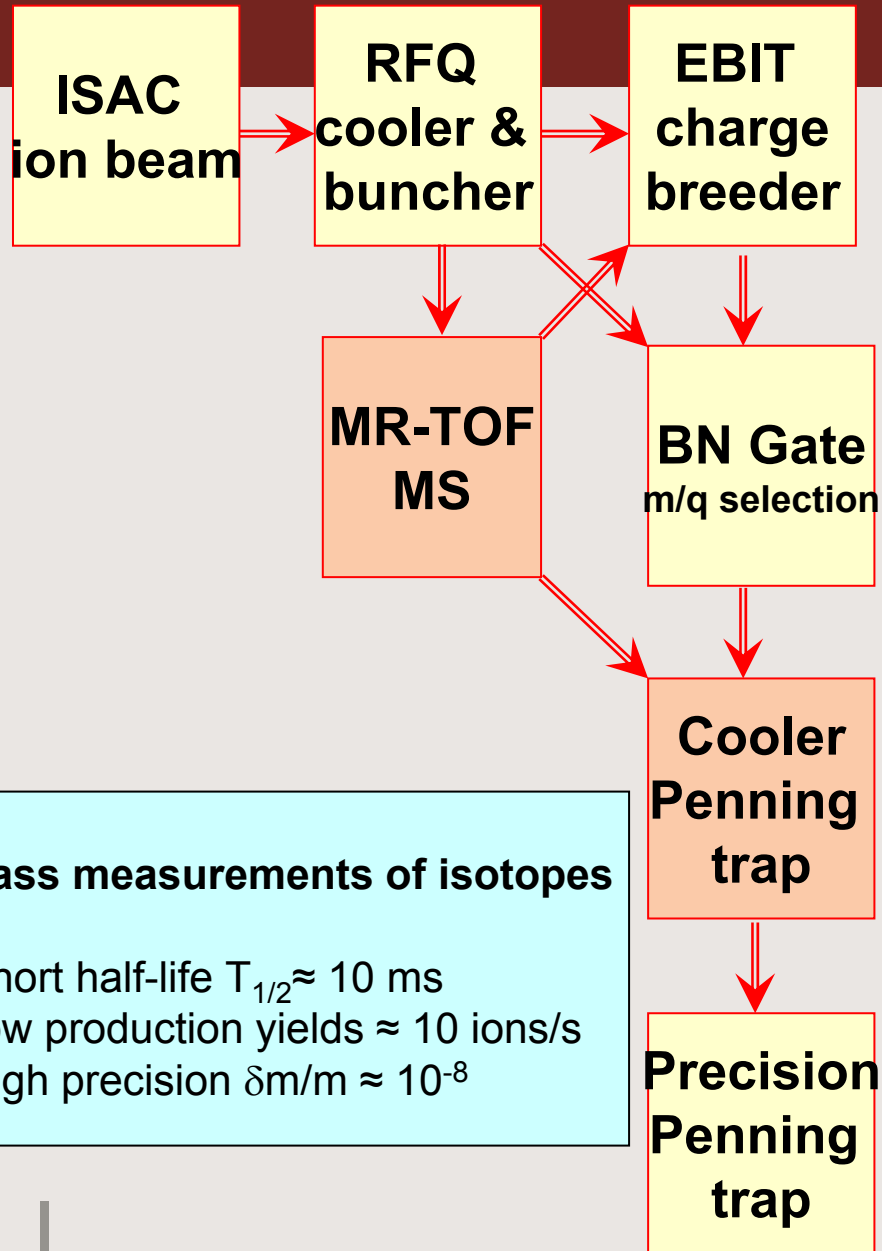 ISAC
ion beam
RFQ
cooler &
buncher
EBIT
charge
breeder
MR-TOF
MS
BN Gate
m/q selection
Cooler
Penning
trap
ass measurements of isotopes
hort half-life T1/2≈ 10 ms
ow production yields ≈ 10 ions/s
gh precision δm/m ≈ 10-8
Precision
Penning
trap